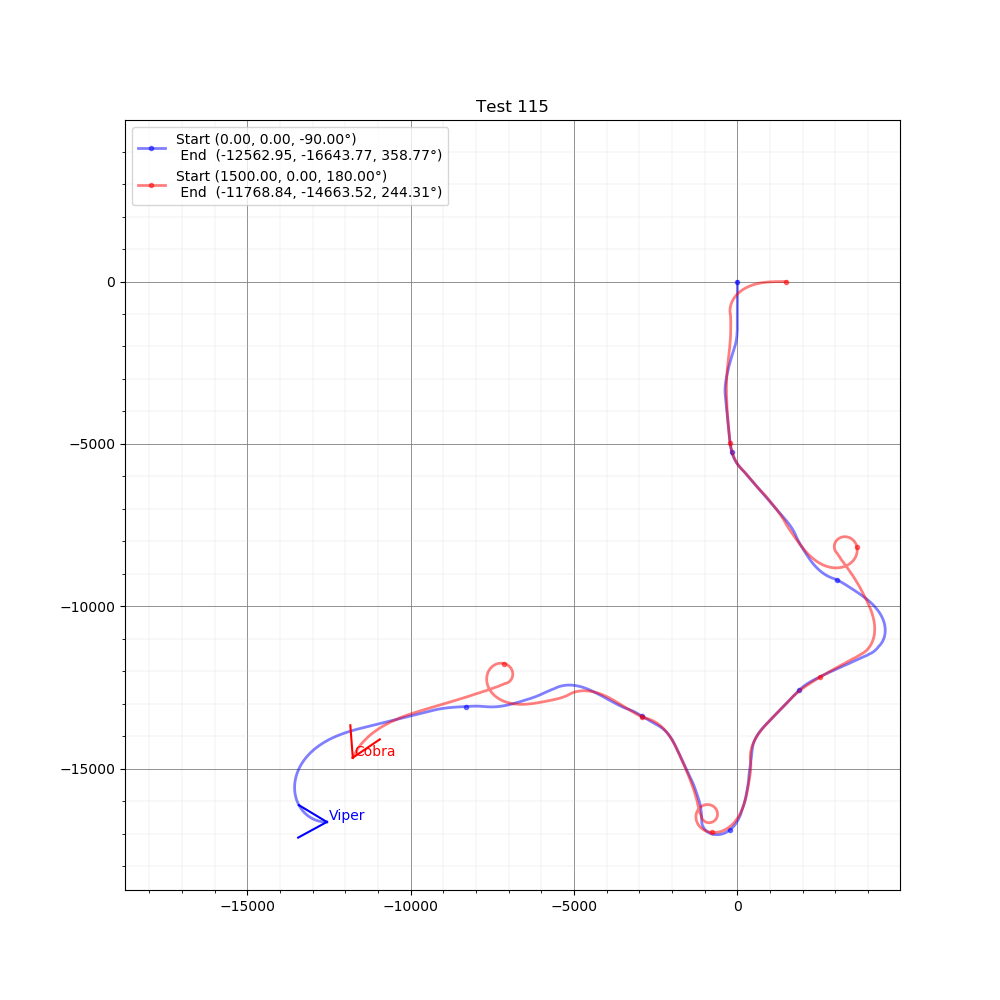 Test 115
Start (0.00, 0.00, -90.00°)
End  (-12562.95, -16643.77, 358.77°)
Start (1500.00, 0.00, 180.00°)
End  (-11768.84, -14663.52, 244.31°)
0
−5000
−10000
−15000
Cobra
Viper
−15000
−10000
−5000
0